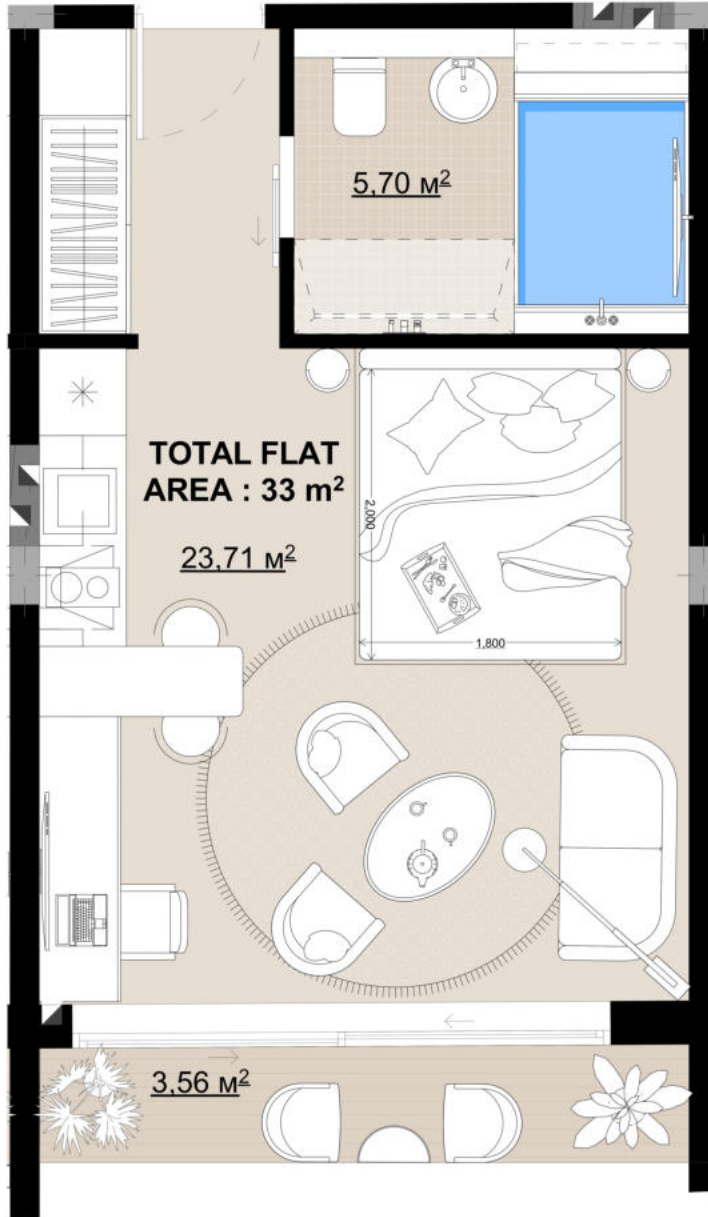 5,70 м²
TOTAL FLAT
AREA : 33 m²
23,71 м²
2,000
1,800
3,56 м²